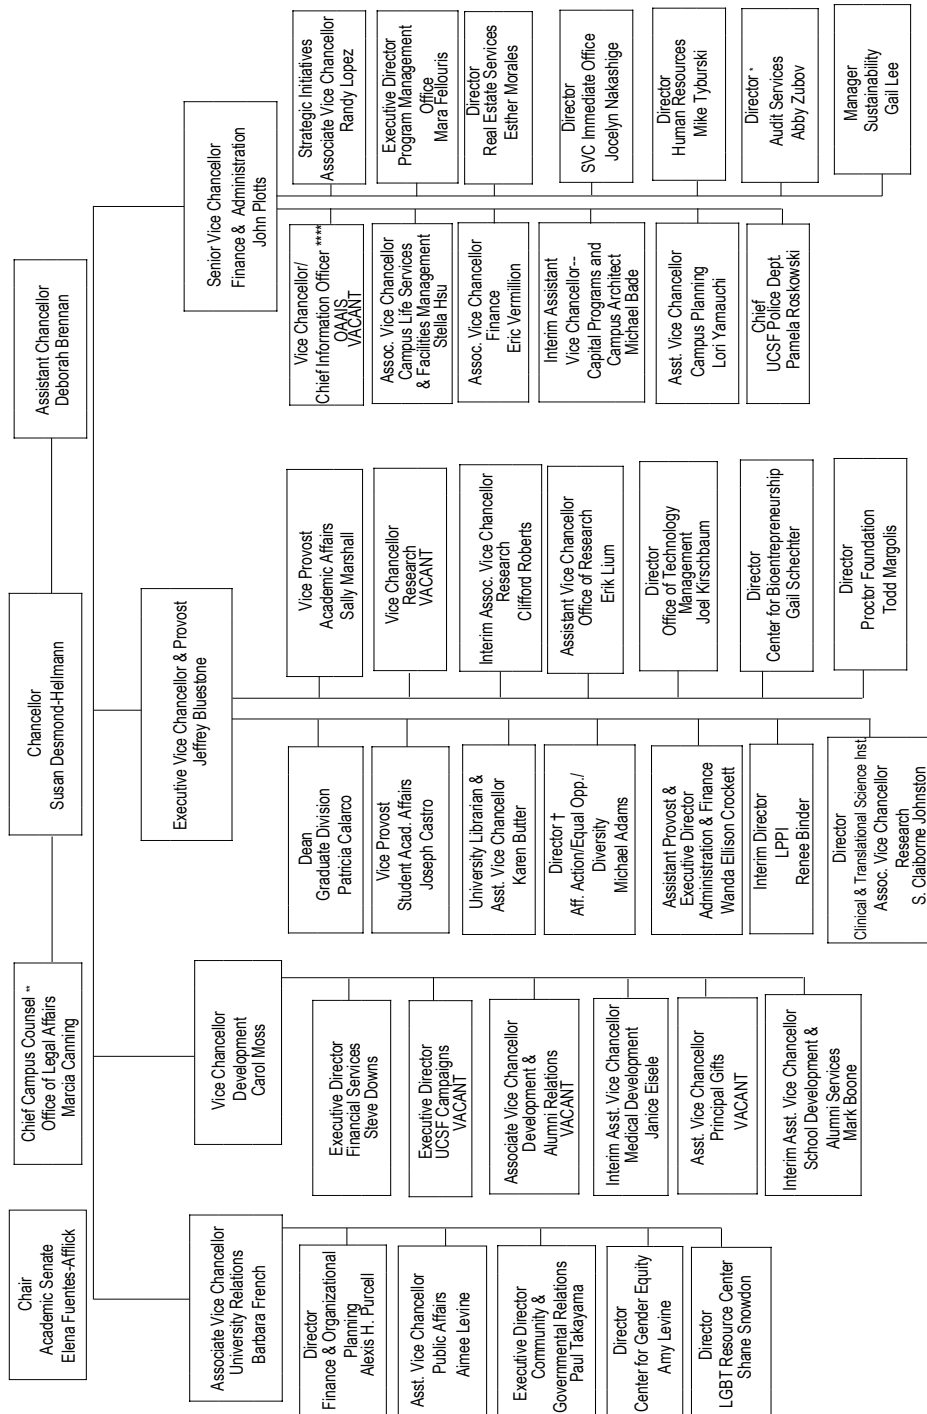 Chair
Academic Senate
Elena Fuentes-Afflick
Chief Campus Counsel **
Office of Legal Affairs
Marcia Canning
Chancellor
Susan Desmond-Hellmann
Assistant Chancellor
Deborah Brennan
Associate Vice Chancellor
University Relations
Barbara French
Director
Finance & Organizational
Planning
Alexis H. Purcell
Asst. Vice Chancellor
Public Affairs
Aimee Levine
Executive Director
Community &
Governmental Relations
Paul Takayama
Director
Center for Gender Equity
Amy Levine
Director
LGBT Resource Center
Shane Snowdon
Vice Chancellor
Development
Carol Moss
Executive Director
Financial Services
Steve Downs
Executive Director
UCSF Campaigns
VACANT
Associate Vice Chancellor
Development &
Alumni Relations
VACANT
Interim Asst. Vice Chancellor
Medical Development
Janice Eisele
Asst. Vice Chancellor
Principal Gifts
VACANT
Interim Asst. Vice Chancellor
School Development &
Alumni Services
Mark Boone
Executive Vice Chancellor & Provost
Jeffrey Bluestone
Dean
Graduate Division
Patricia Calarco
Vice Provost
Student Acad. Affairs
Joseph Castro
University Librarian &
Asst. Vice Chancellor
Karen Butter
Director †
Aff. Action/Equal Opp./
Diversity
Michael Adams
Assistant Provost &
Executive Director
Administration & Finance
Wanda Ellison Crockett
Interim Director
LPPI
Renee Binder
Director
Clinical & Translational Science Inst.
Assoc. Vice Chancellor
Research
S. Claiborne Johnston
Vice Provost
Academic Affairs
Sally Marshall
Vice Chancellor
Research
VACANT
Interim Assoc. Vice Chancellor
Research
Clifford Roberts
Assistant Vice Chancellor
Office of Research
Erik Lium
Director
Office of Technology
Management
Joel Kirschbaum
Director
Center for Bioentrepreneurship
Gail Schechter
Director
Proctor Foundation
Todd Margolis
Senior Vice Chancellor
Finance & Administration
John Plotts
Vice Chancellor/
Chief Information Officer ****
OAAIS
VACANT
Assoc. Vice Chancellor
Campus Life Services
& Facilities Management
Stella Hsu
Assoc. Vice Chancellor
Finance
Eric Vermillion
Interim Assistant
Vice Chancellor--
Capital Programs and
Campus Architect
Michael Bade
Asst. Vice Chancellor
Campus Planning
Lori Yamauchi
Chief
UCSF Police Dept.
Pamela Roskowski
Strategic Initiatives
Associate Vice Chancellor
Randy Lopez
Executive Director
Program Management
Office
Mara Fellouris
Director
Real Estate Services
Esther Morales
Director
SVC Immediate Office
Jocelyn Nakashige
Director
Human Resources
Mike Tyburski
Director *
Audit Services
Abby Zubov
Manager
Sustainability
Gail Lee